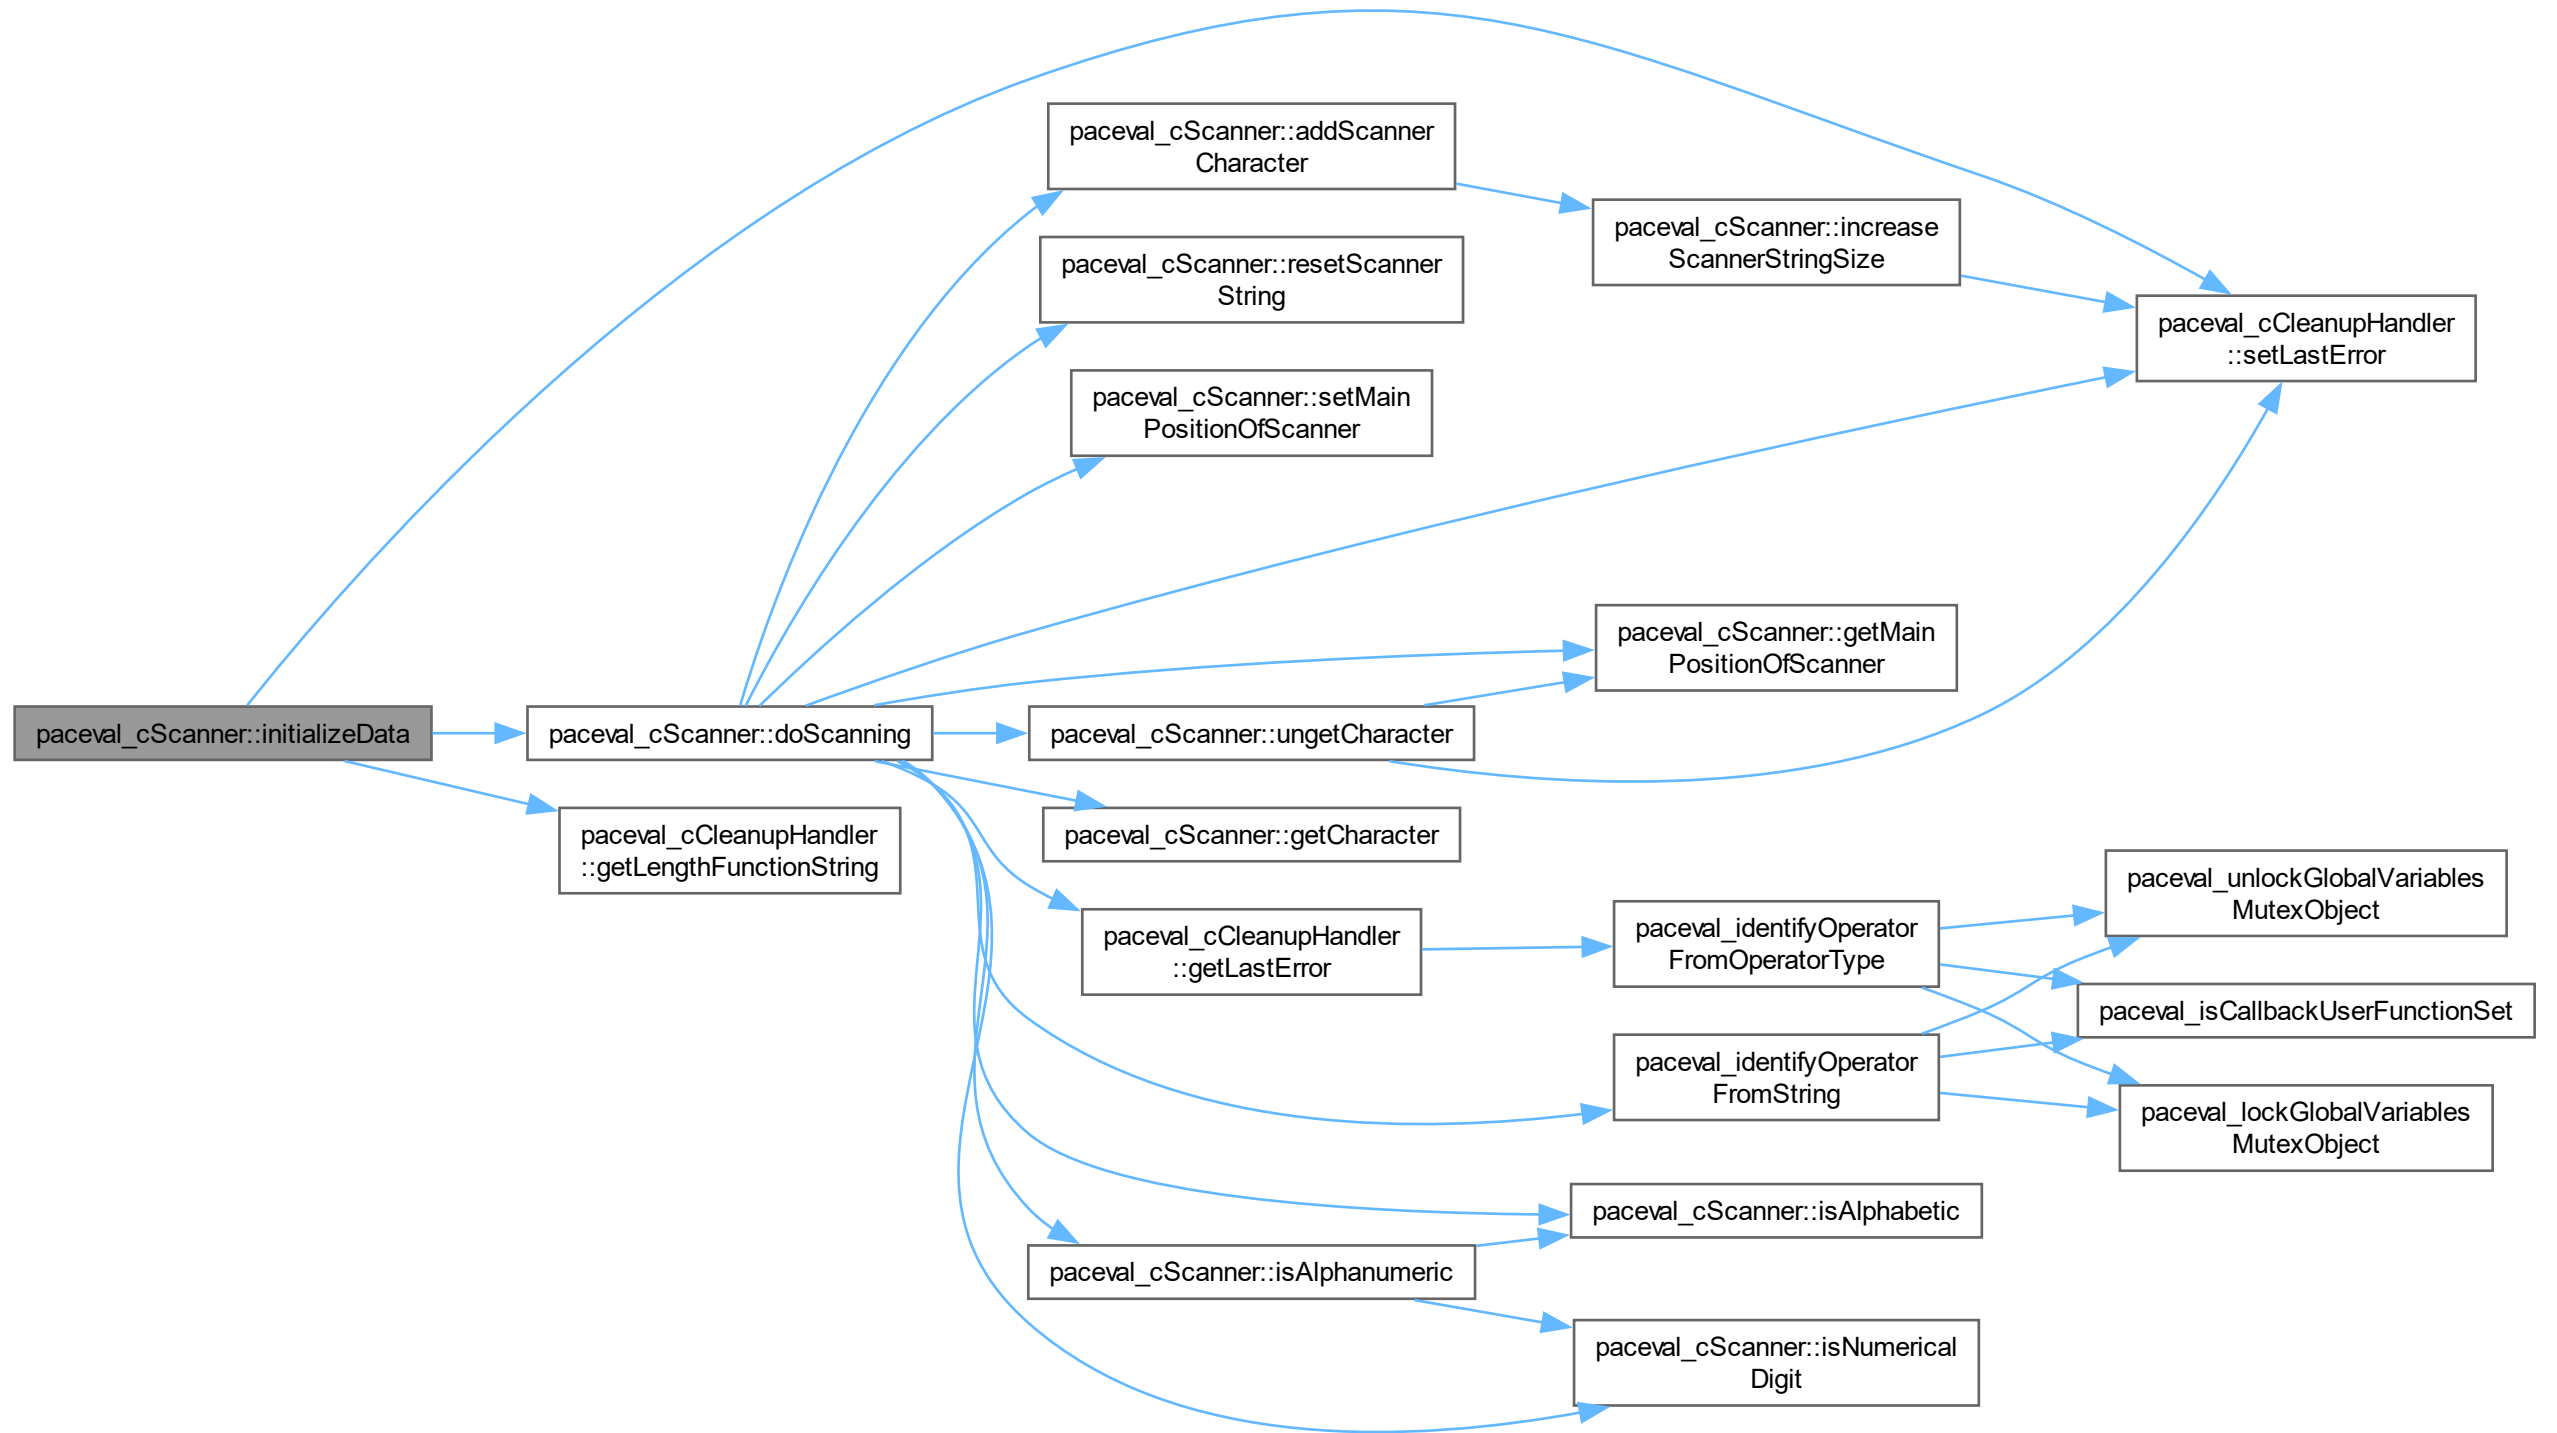 paceval_cScanner::initializeData
paceval_cScanner::doScanning
paceval_cCleanupHandler
::getLengthFunctionString
paceval_cScanner::addScanner
Character
paceval_cScanner::resetScanner
String
paceval_cScanner::setMain
PositionOfScanner
paceval_cScanner::ungetCharacter
paceval_cScanner::getCharacter
paceval_cCleanupHandler
::getLastError
paceval_cScanner::isAlphanumeric
paceval_cScanner::increase
ScannerStringSize
paceval_cScanner::getMain
PositionOfScanner
paceval_identifyOperator
FromOperatorType
paceval_identifyOperator
FromString
paceval_cScanner::isAlphabetic
paceval_cScanner::isNumerical
Digit
paceval_cCleanupHandler
::setLastError
paceval_unlockGlobalVariables
MutexObject
paceval_isCallbackUserFunctionSet
paceval_lockGlobalVariables
MutexObject